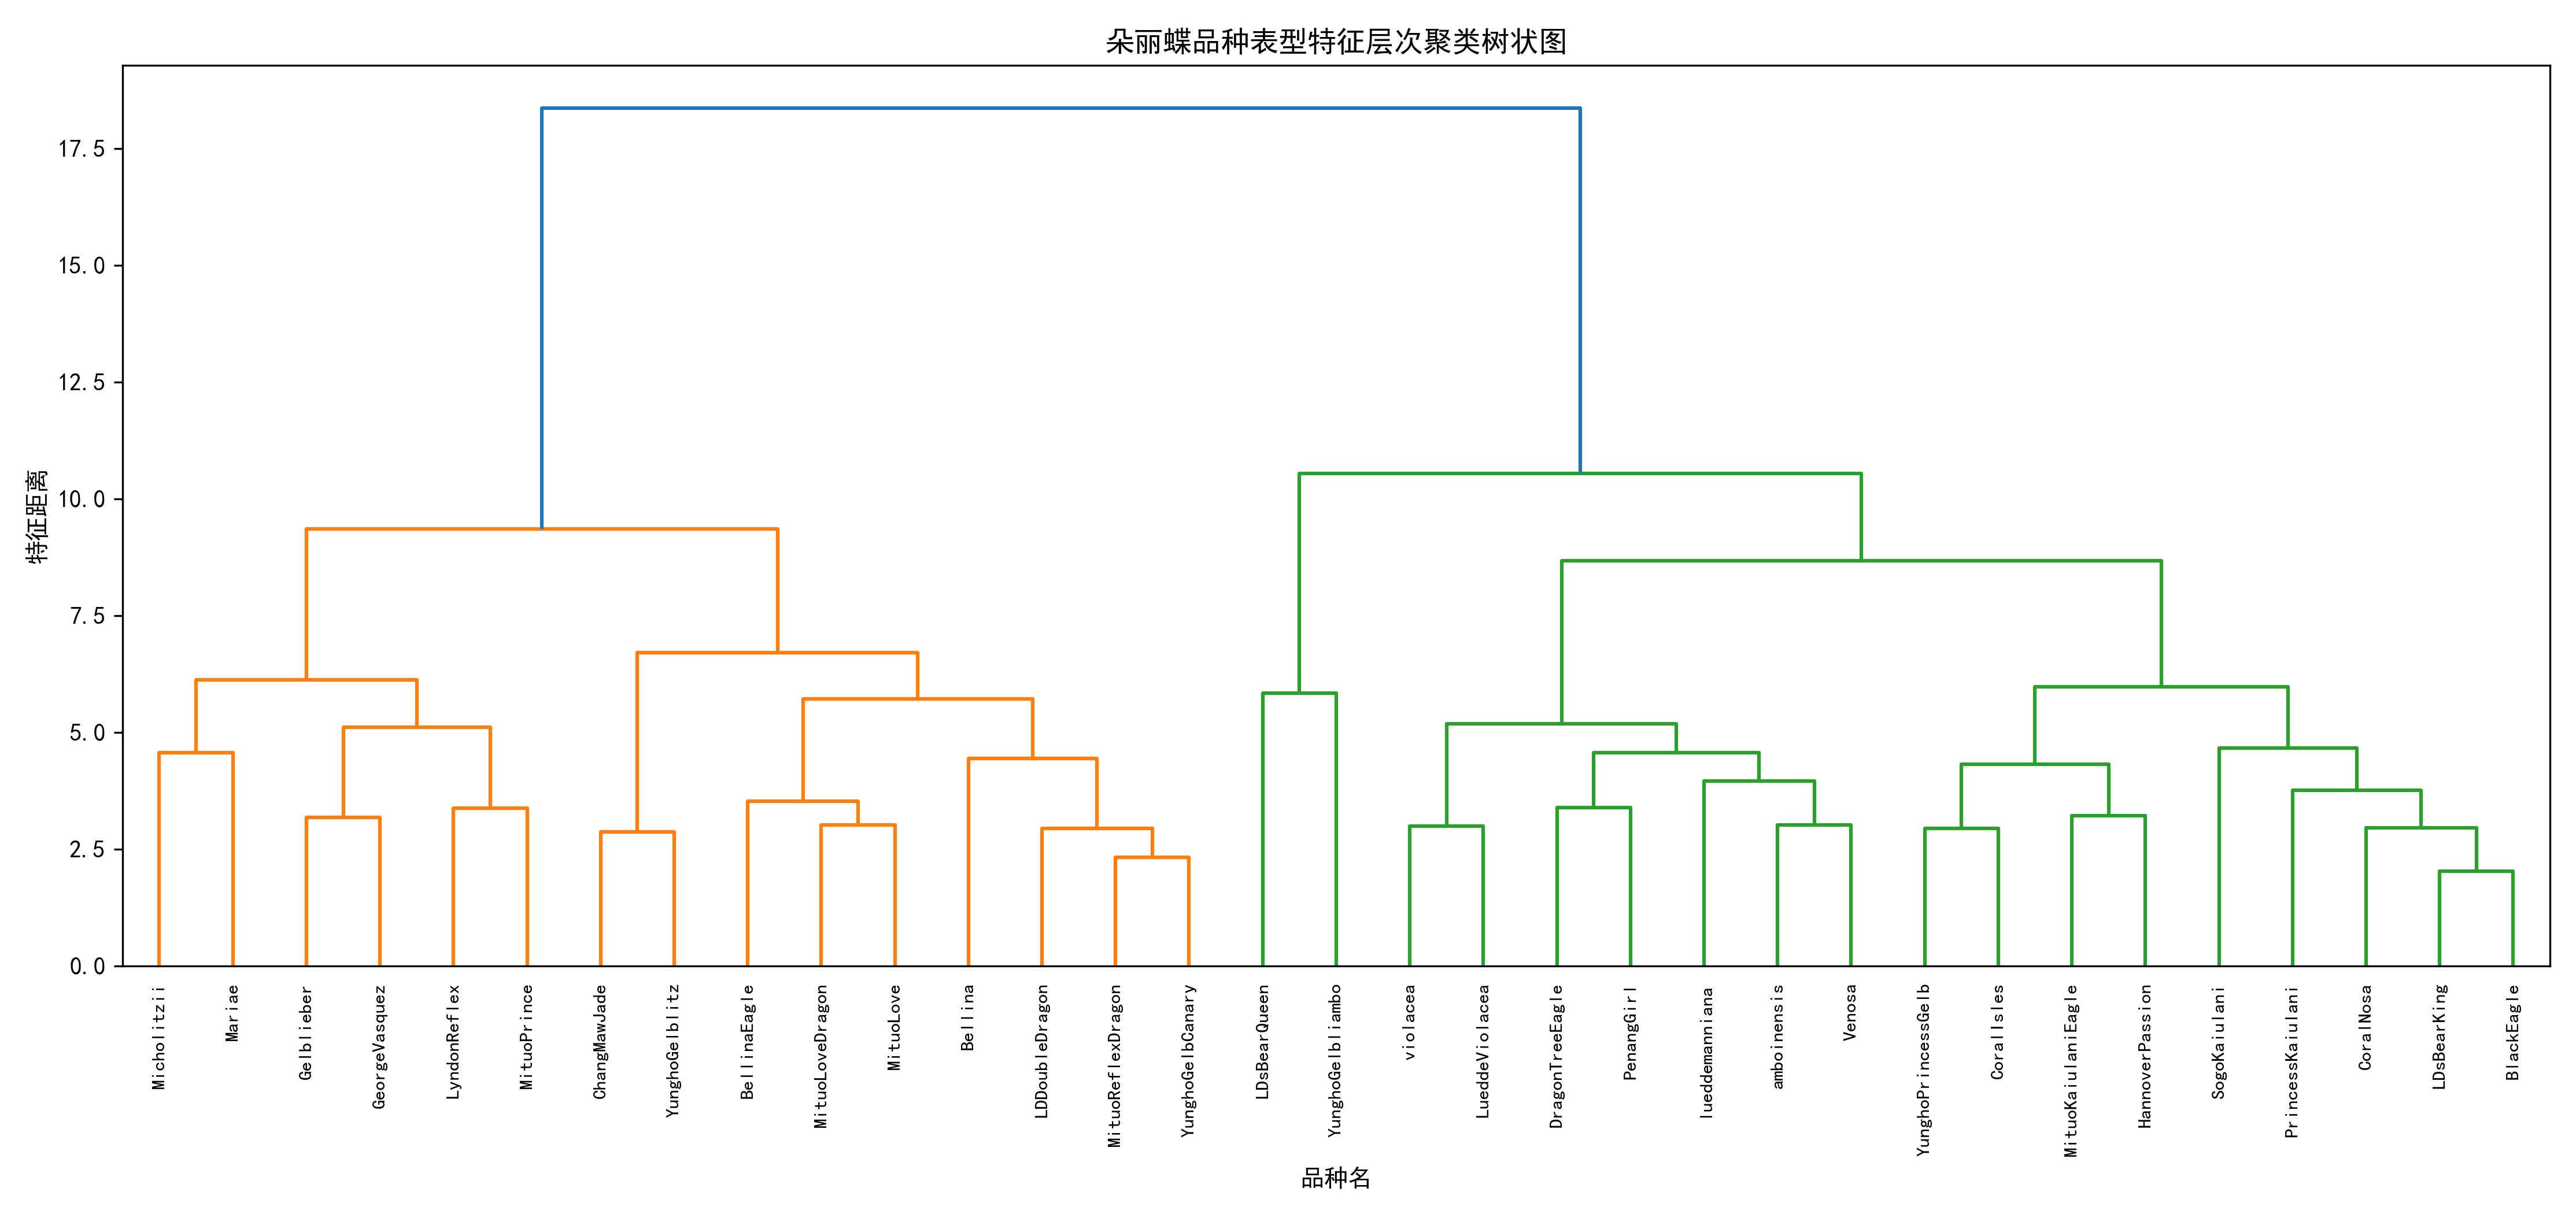 朵丽蝶品种表型特征层次聚类树状图
特征距离
17.5
15.0
12.5
10.0
7.5
5.0
2.5
0.0
Micholitzii
Mariae
Gelblieber
GeorgeVasquez
LyndonReflex
MituoPrince
ChangMawJade
YunghoGelblitz
BellinaEagle
MituoLoveDragon
MituoLove
Bellina
LDDoubleDragon
MituoReflexDragon
YunghoGelbCanary
LDsBearQueen
YunghoGelbliambo
violacea
LueddeViolacea
DragonTreeEagle
PenangGirl
lueddemanniana
amboinensis
Venosa
YunghoPrincessGelb
CoralIsles
MituoKaiulaniEagle
HannoverPassion
SogoKaiulani
PrincessKaiulani
CoralNosa
LDsBearKing
BlackEagle
品种名